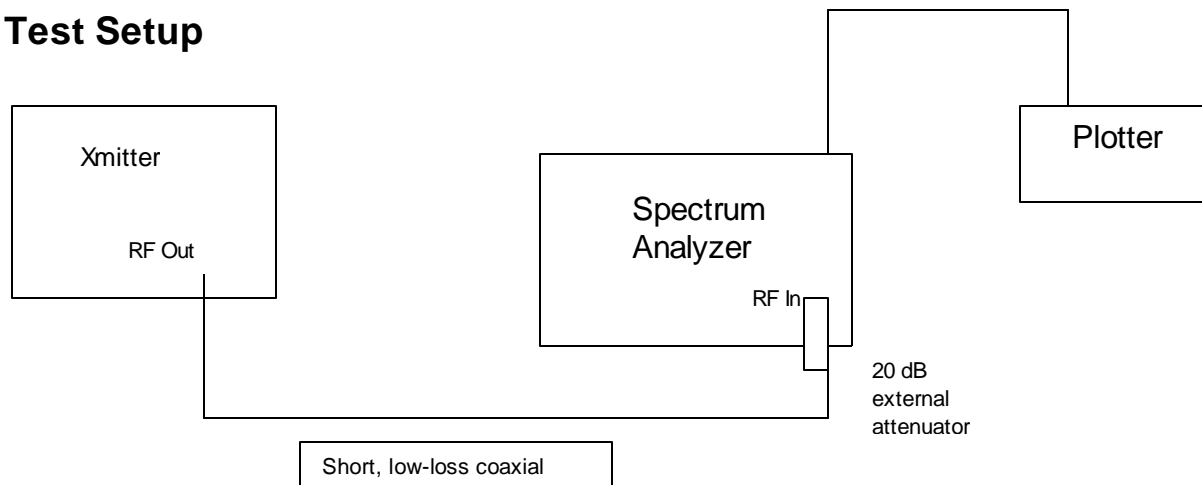 Test Setup
Xmitter
RF Out
Spectrum
Analyzer
RF In
Plotter
20 dB
external
attenuator
Short, low-loss coaxial